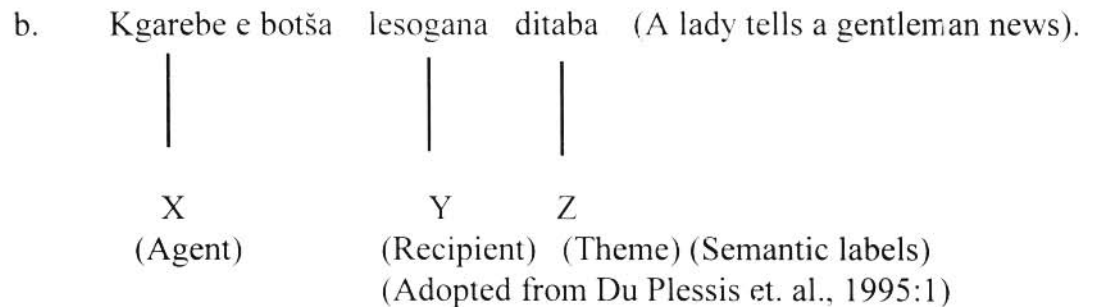 b. Kgarebe e botša lesogana ditaba (A lady tells a gentleman news).
X Y Z
(Agent) (Recipient) (Theme) (Semantic labels)
(Adopted from Du Plessis et. al., 1995:1)